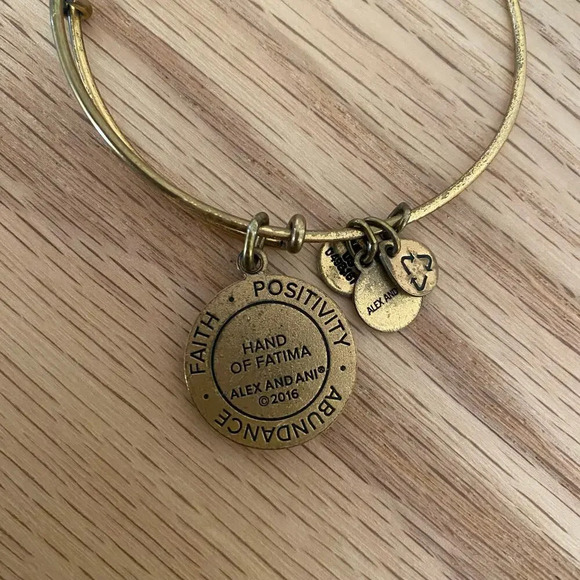 FAITH · POSITIVITY · ABUNDANCE ·
HAND
OF FATIMA
ALEX AND ANI®
©2016
ALEX AND